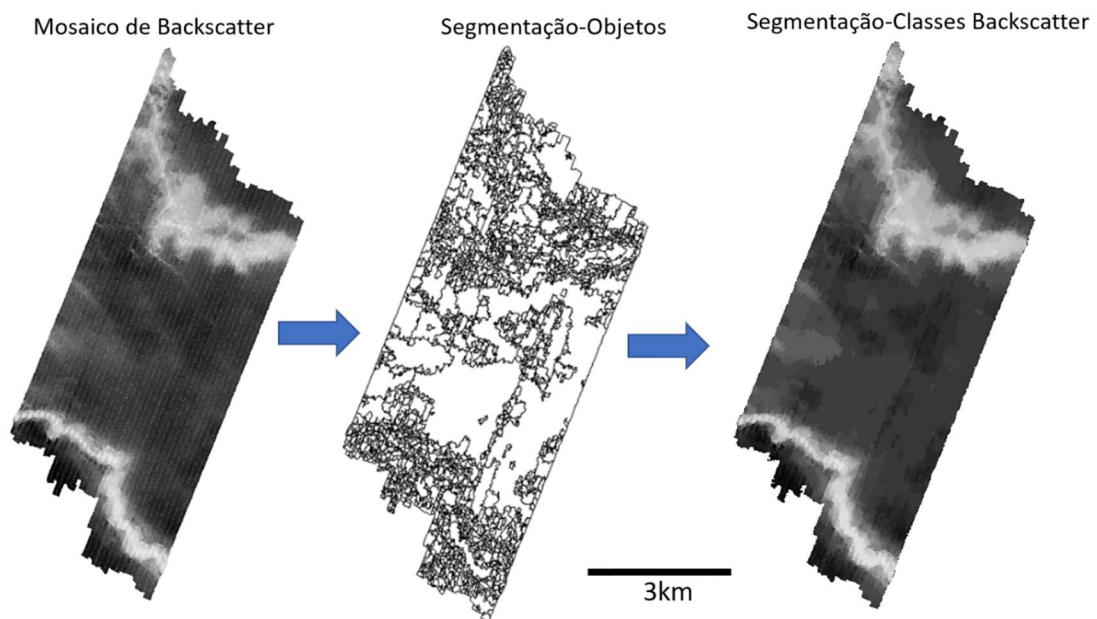 Mosaico de Backscatter
Segmentação-Objetos
Segmentação-Classes Backscatter
3km